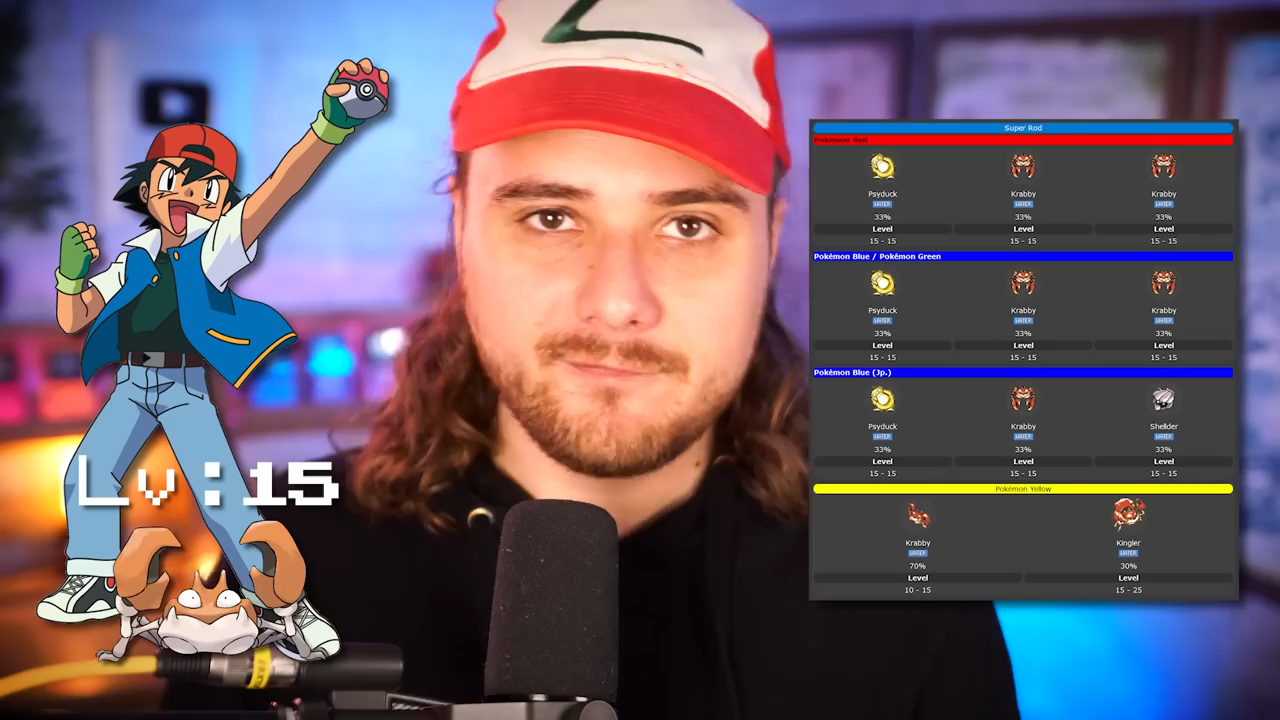 Lv:15
Super Rod
Pokémon Red
Psyduck Krabby Krabby
WATER WATER WATER
33% 33% 33%
Level Level Level
15 - 15 15 - 15 15 - 15
Pokémon Blue / Pokémon Green
Psyduck Krabby Krabby
WATER WATER WATER
33% 33% 33%
Level Level Level
15 - 15 15 - 15 15 - 15
Pokémon Blue (Jp.)
Psyduck Krabby Shellder
WATER WATER WATER
33% 33% 33%
Level Level Level
15 - 15 15 - 15 15 - 15
Pokémon Yellow
Krabby Kingler
WATER WATER
70% 30%
Level Level
10 - 15 15 - 25